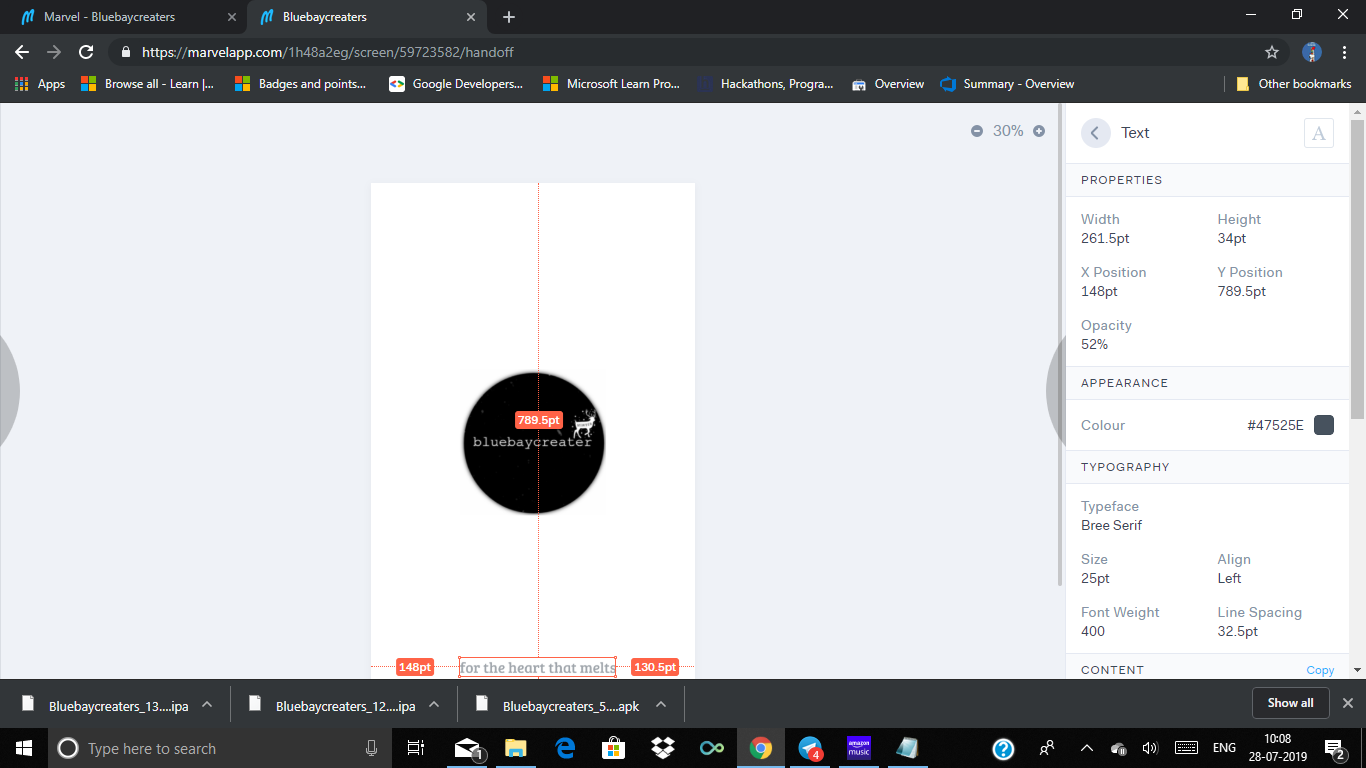 Marvel - Bluebaycreaters
Bluebaycreaters
https://marvelapp.com/1h48a2eg/screen/59723582/handoff
Apps
Browse all - Learn |...
Badges and points...
Google Developers...
Microsoft Learn Pro...
Hackathons, Progra...
Overview
Summary - Overview
Other bookmarks
30%
789.5pt
bluebaycreater
148pt
for the heart that melts
130.5pt
Text
A
PROPERTIES
Width Height
261.5pt 34pt
X Position Y Position
148pt 789.5pt
Opacity
52%
APPEARANCE
Colour #47525E
TYPOGRAPHY
Typeface
Bree Serif
Size Align
25pt Left
Font Weight Line Spacing
400 32.5pt
CONTENT Copy
Bluebaycreaters_13....ipa
Bluebaycreaters_12....ipa
Bluebaycreaters_5....apk
Show all
Type here to search
1
4
amazon
music
ENG
10:08
28-07-2019
2